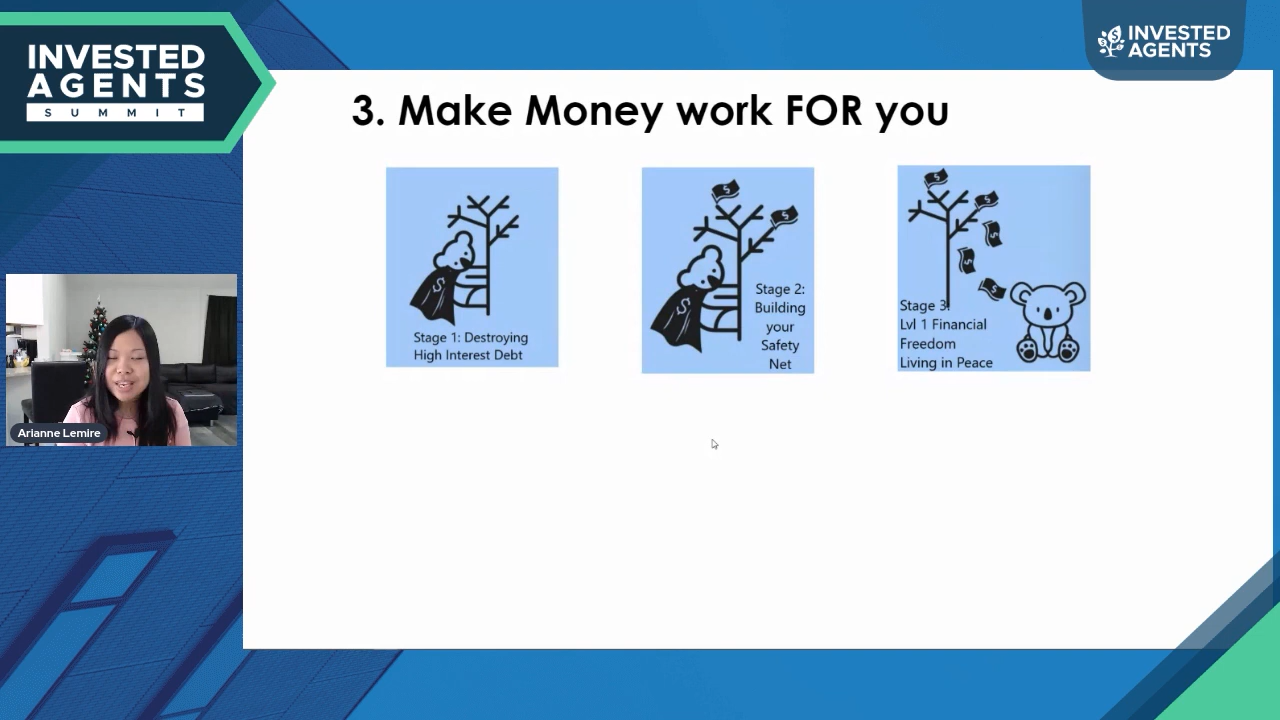 INVESTED
AGENTS
SUMMIT
INVESTED
AGENTS
3. Make Money work FOR you
Stage 1: Destroying
High Interest Debt
Stage 2:
Building
your
Safety
Net
Stage 3:
Lvl 1 Financial
Freedom
Living in Peace
Arianne Lemire